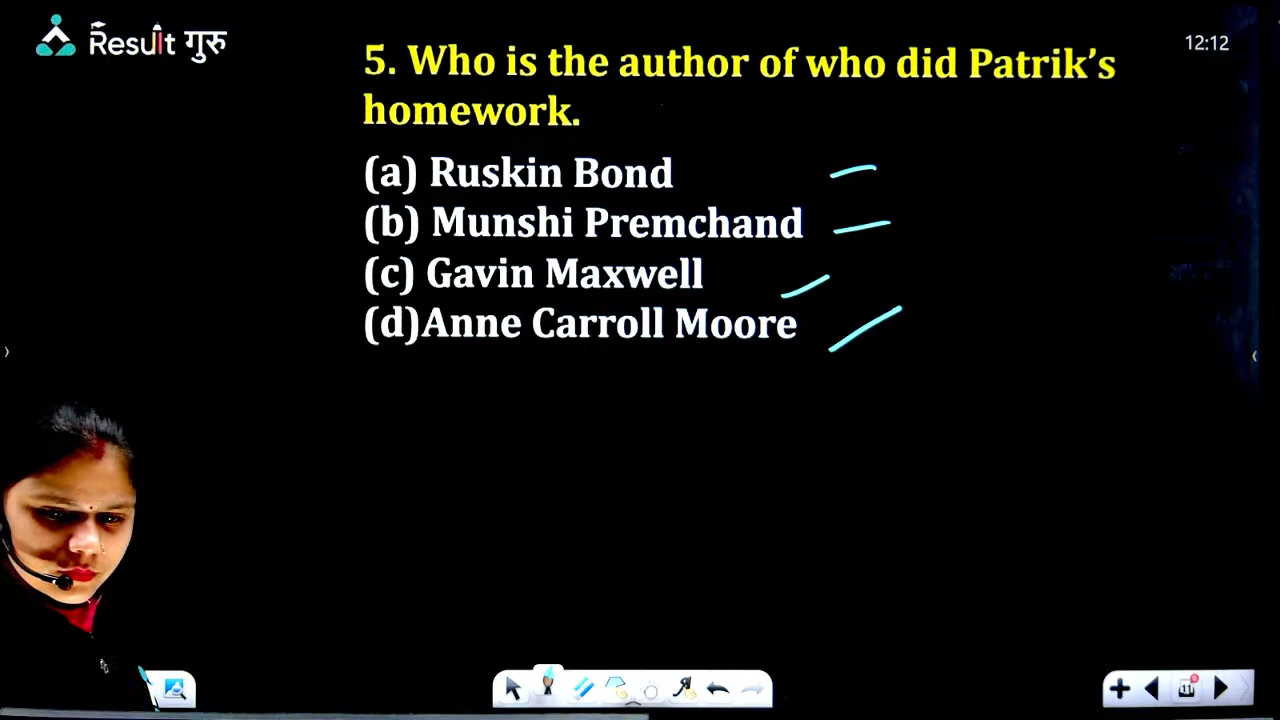 Result गुरु
12:12
5. Who is the author of who did Patrik’s
homework.
(a) Ruskin Bond
(b) Munshi Premchand
(c) Gavin Maxwell
(d)Anne Carroll Moore
11